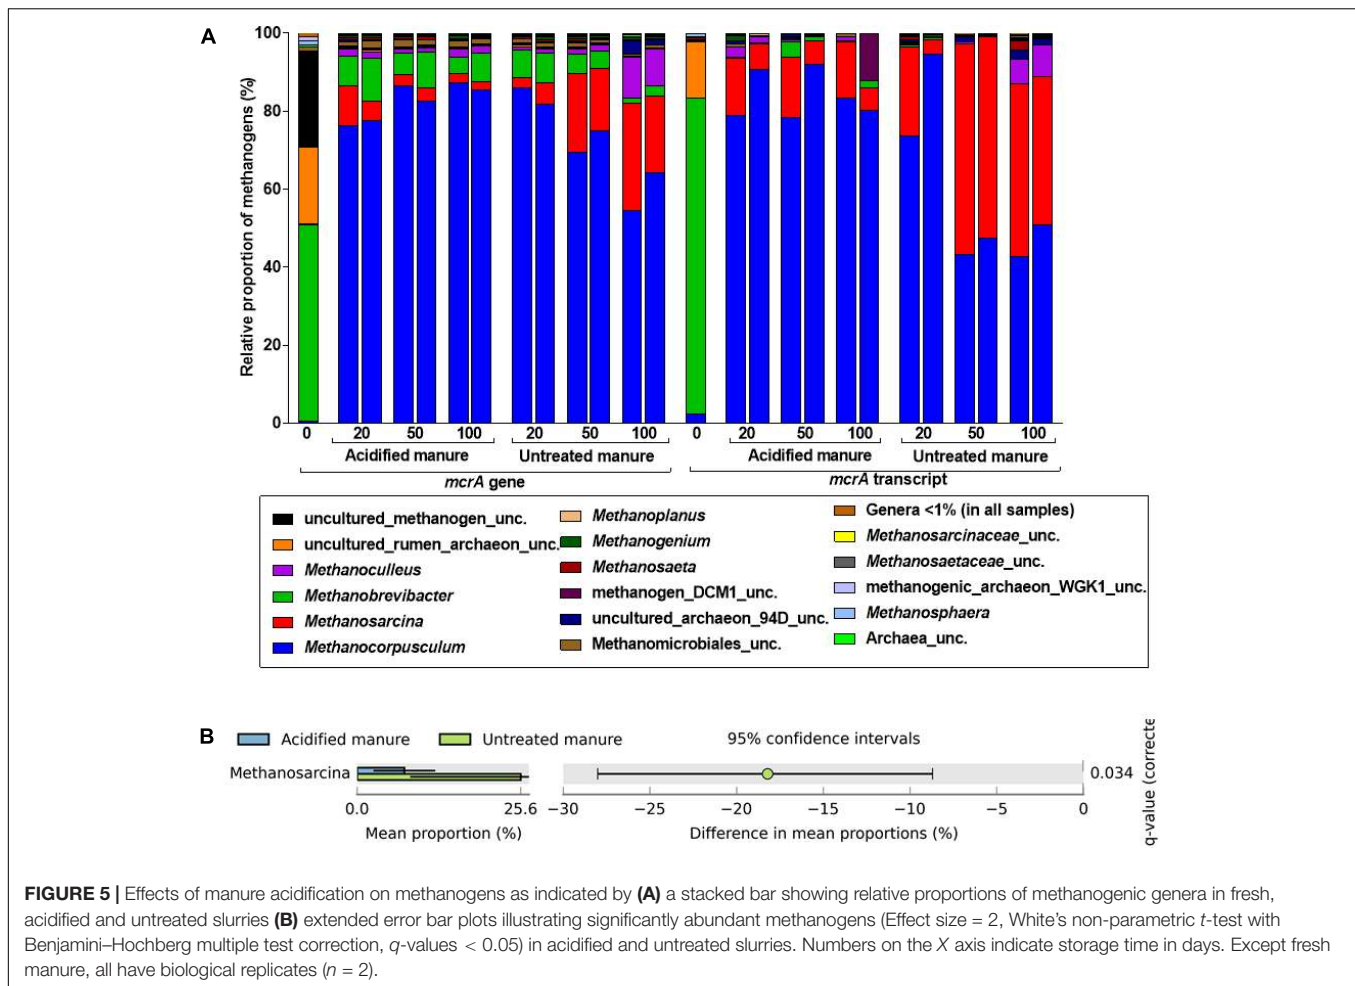 A
Relative proportion of methanogens (%)
100
80
60
40
20
0
0 20 50 100 20 50 100 0 20 50 100 20 50 100
Acidified manure Untreated manure Acidified manure Untreated manure
mcrA gene mcrA transcript
uncultured_methanogen_unc.
uncultured_rumen_archaeon_unc.
Methanoculleus
Methanobrevibacter
Methanosarcina
Methanocorpusculum
Methanoplanus
Methanogenium
Methanosaeta
methanogen_DCM1_unc.
uncultured_archaeon_94D_unc.
Methanomicrobiales_unc.
Genera <1% (in all samples)
Methanosarcinaceae_unc.
Methanosaetaceae_unc.
methanogenic_archaeon_WGK1_unc.
Methanosphaera
Archaea_unc.
B
Acidified manure Untreated manure 95% confidence intervals
Methanosarcina
0.034
q-value (correcte
0.0 25.6 −30 −25 −20 −15 −10 −5 0
Mean proportion (%) Difference in mean proportions (%)
FIGURE 5 | Effects of manure acidification on methanogens as indicated by (A) a stacked bar showing relative proportions of methanogenic genera in fresh,
acidified and untreated slurries (B) extended error bar plots illustrating significantly abundant methanogens (Effect size = 2, White’s non-parametric t-test with
Benjamini–Hochberg multiple test correction, q-values < 0.05) in acidified and untreated slurries. Numbers on the X axis indicate storage time in days. Except fresh
manure, all have biological replicates (n = 2).